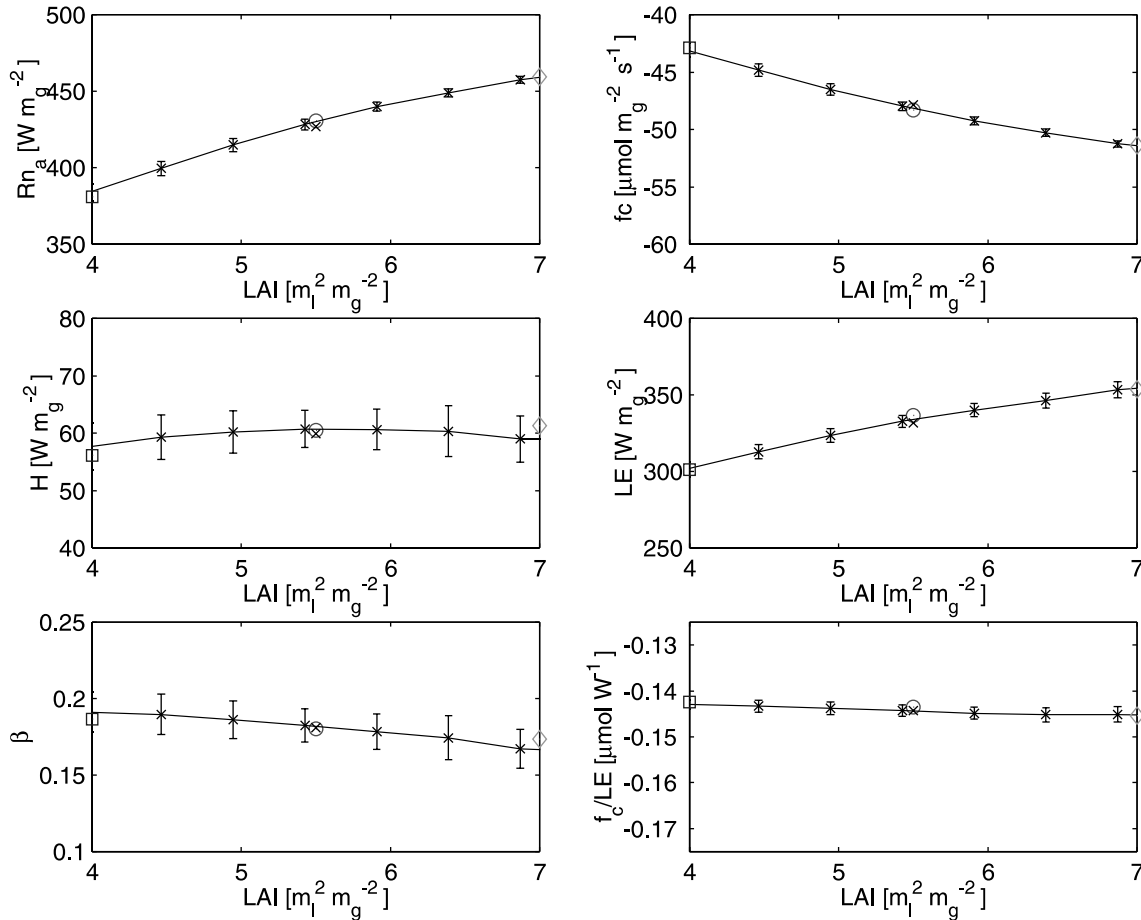 500
450
400
350
Rn_a [W m_g^-2]
4 5 6 7
LAI [m_l^2 m_g^-2]
-40
-45
-50
-55
-60
fc [μmol m_g^-2 s^-1]
4 5 6 7
LAI [m_l^2 m_g^-2]
80
70
60
50
40
H [W m_g^-2]
4 5 6 7
LAI [m_l^2 m_g^-2]
400
350
300
250
LE [W m_g^-2]
4 5 6 7
LAI [m_l^2 m_g^-2]
0.25
0.2
0.15
0.1
β
4 5 6 7
LAI [m_l^2 m_g^-2]
-0.13
-0.14
-0.15
-0.16
-0.17
f_c/LE [μmol W^-1]
4 5 6 7
LAI [m_l^2 m_g^-2]